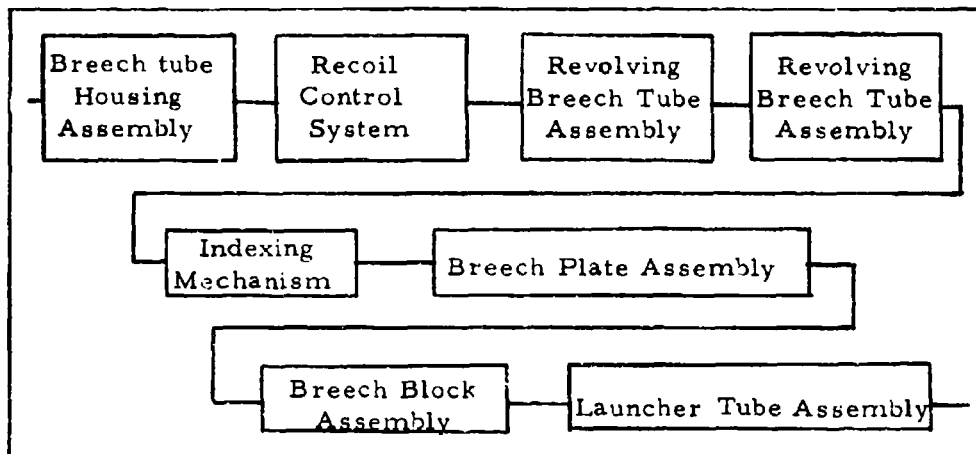 Breech tube
Housing
Assembly
Recoil
Control
System
Revolving
Breech Tube
Assembly
Revolving
Breech Tube
Assembly
Indexing
Mechanism
Breech Plate Assembly
Breech Block
Assembly
Launcher Tube Assembly